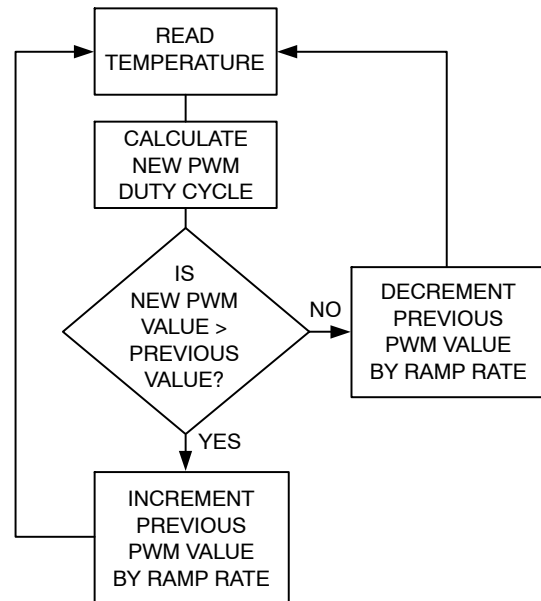 READ
TEMPERATURE
CALCULATE
NEW PWM
DUTY CYCLE
IS
NEW PWM
VALUE >
PREVIOUS
VALUE?
NO
DECREMENT
PREVIOUS
PWM VALUE
BY RAMP RATE
YES
INCREMENT
PREVIOUS
PWM VALUE
BY RAMP RATE